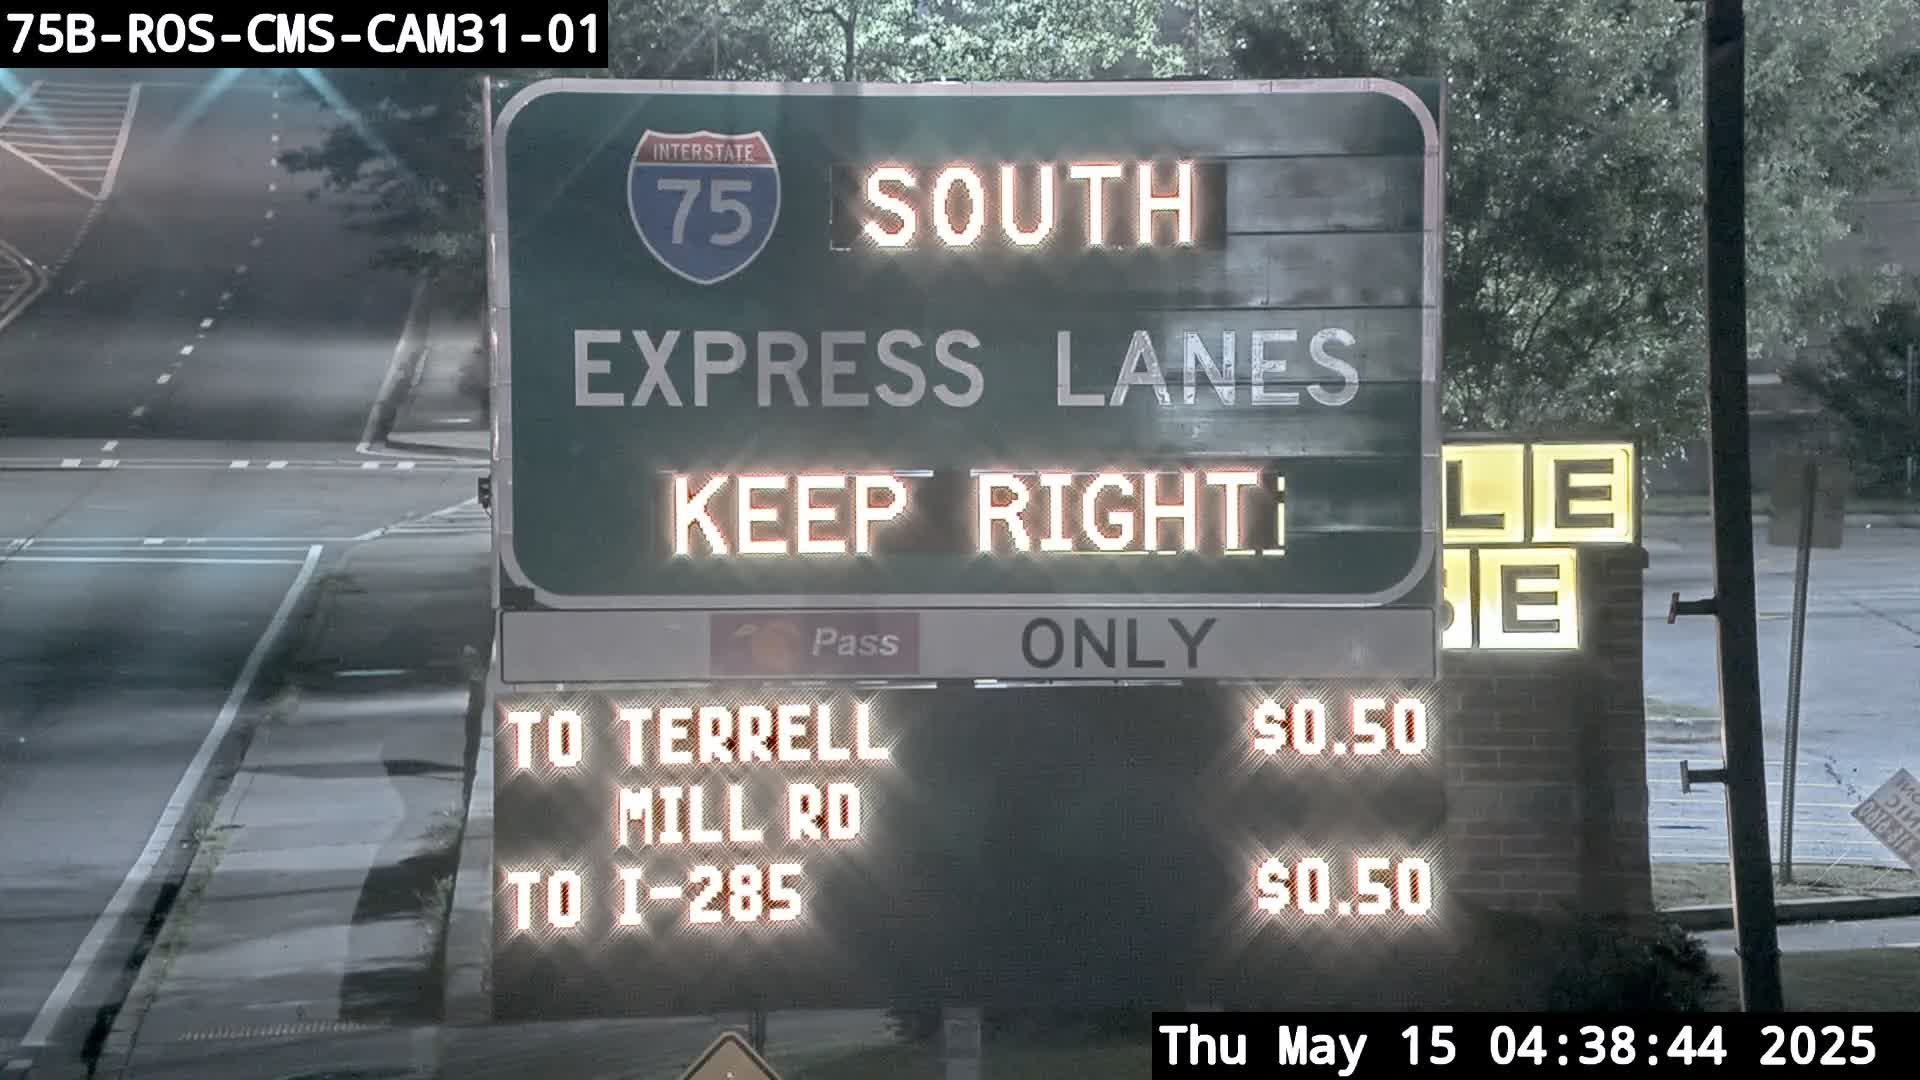 75B-ROS-CMS-CAM31-01
INTERSTATE
75
SOUTH
EXPRESS LANES
KEEP RIGHT
LE
E
Pass ONLY
TO TERRELL $0.50
MILL RD
TO I-285 $0.50
Thu May 15 04:38:44 2025